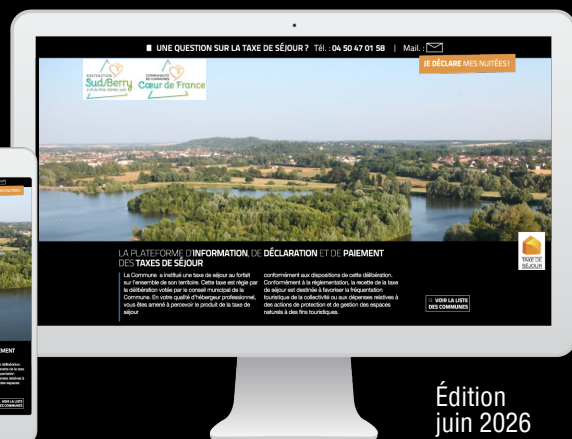 UNE QUESTION SUR LA TAXE DE SÉJOUR ? Tél. : 04 50 47 01 58 | Mail. :
JE DÉCLARE MES NUITÉES !
DESTINATION
Sud/Berry
COMMUNAUTÉ
DE COMMUNES
Cœur de France
LA PLATEFORME D'INFORMATION, DE DÉCLARATION ET DE PAIEMENT
DES TAXES DE SÉJOUR
La Commune a institué une taxe de séjour au forfait
sur l'ensemble de son territoire. Cette taxe est régie par
la délibération votée par le conseil municipal de la
Commune. En votre qualité d'hébergeur professionnel,
vous êtes amené à percevoir le produit de la taxe de
séjour
conformément aux dispositions de cette délibération.
Conformément à la réglementation, la recette de la taxe
de séjour est destinée à favoriser la fréquentation
touristique de la collectivité ou aux dépenses relatives à
des actions de protection et de gestion des espaces
naturels à des fins touristiques.
TAXE DE
SÉJOUR
VOIR LA LISTE
DES COMMUNES
Édition
juin 2026